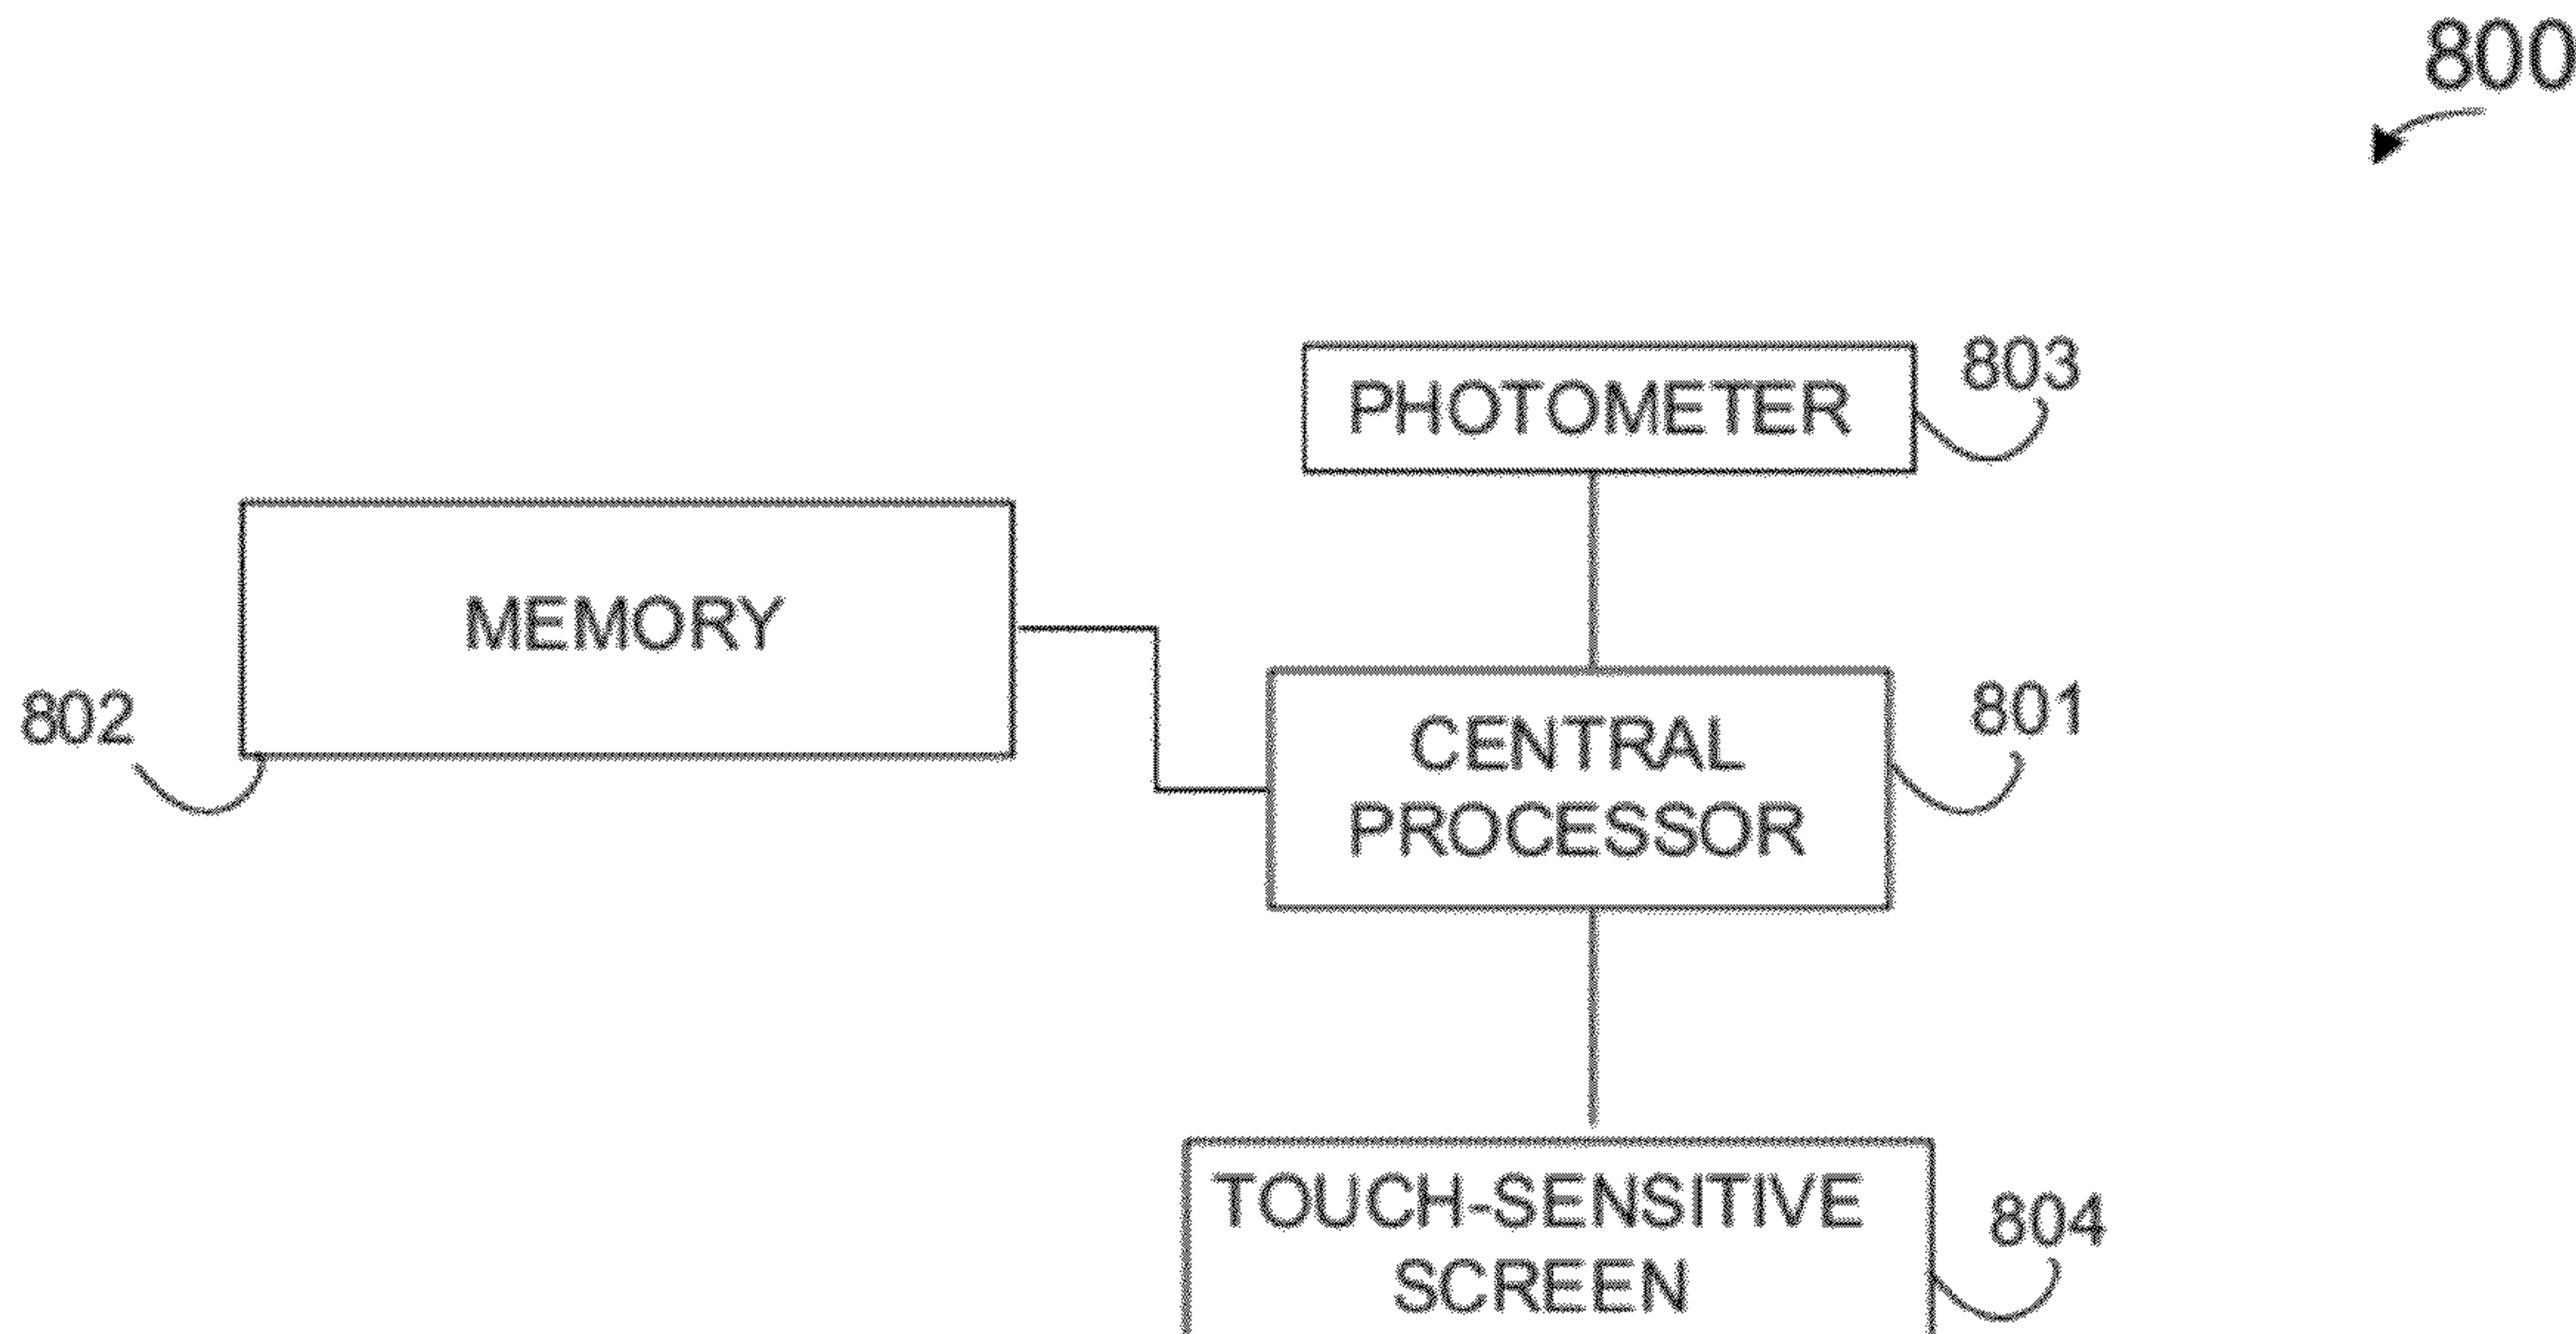 800
PHOTOMETER
803
MEMORY
802
CENTRAL
PROCESSOR
801
TOUCH-SENSITIVE
SCREEN
804